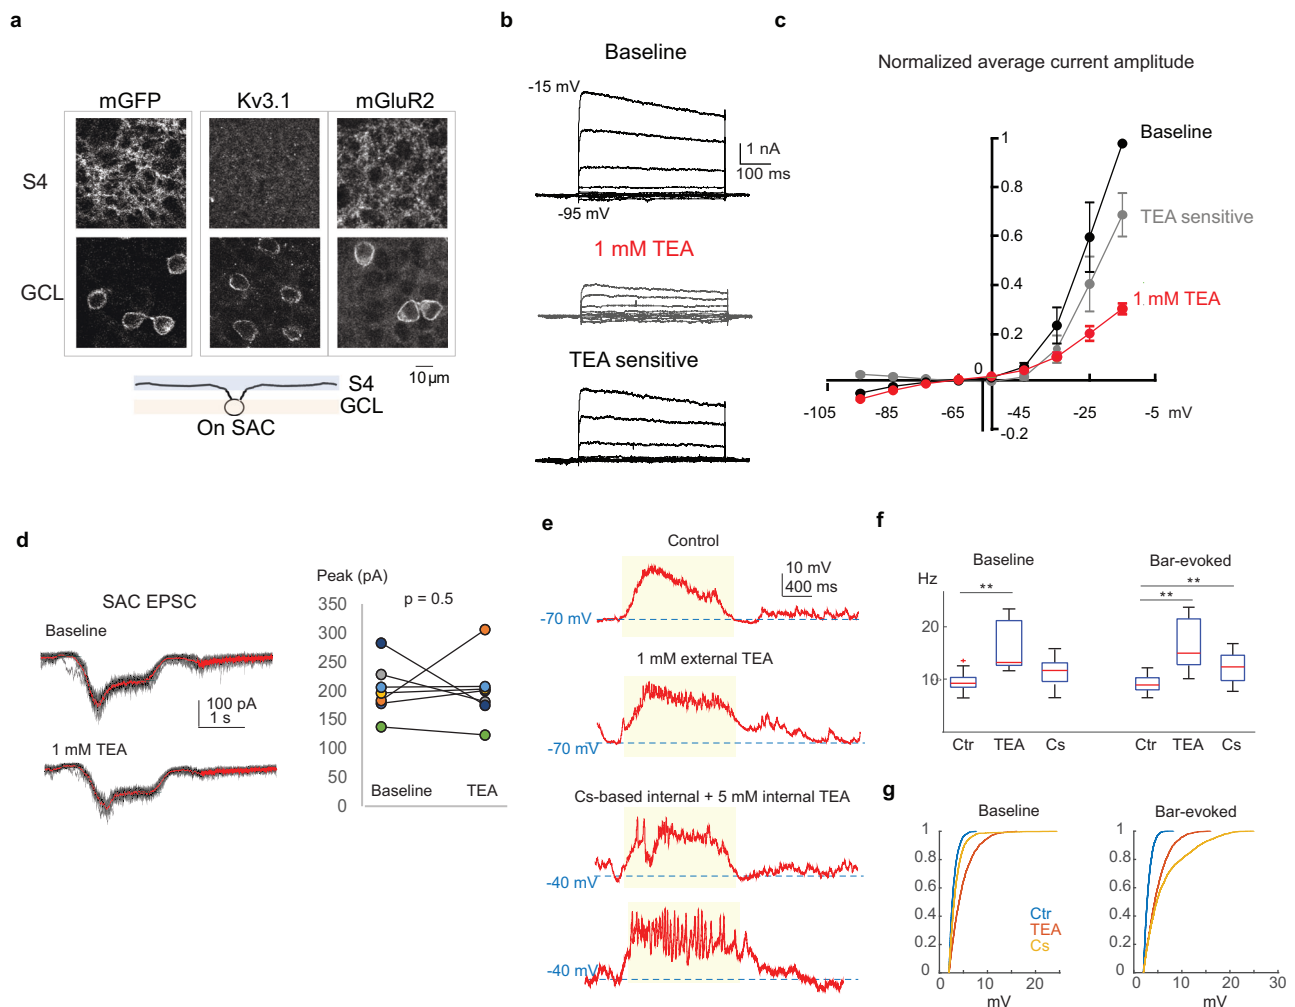 a
mGFP Kv3.1 mGluR2
S4
GCL
10 µm
S4
GCL
On SAC
b
Baseline
-15 mV
1 nA
100 ms
-95 mV
1 mM TEA
TEA sensitive
c
Normalized average current amplitude
1
0.8
0.6
0.4
0.2
0
-0.2
-105 -85 -65 -45 -25 -5 mV
Baseline
TEA sensitive
1 mM TEA
d
SAC EPSC
Baseline
100 pA
1 s
1 mM TEA
Peak (pA)
p = 0.5
350
300
250
200
150
100
50
0
Baseline TEA
e
Control
10 mV
400 ms
-70 mV
1 mM external TEA
-70 mV
Cs-based internal + 5 mM internal TEA
-40 mV
-40 mV
f
Baseline Bar-evoked
Hz
** ** **
20
10
Ctr TEA Cs Ctr TEA Cs
g
Baseline Bar-evoked
1 1
0.8 0.8
0.6 0.6
0.4 0.4
0.2 0.2
0 0
Ctr
TEA
Cs
0 10 20 0 10 20 30
mV mV